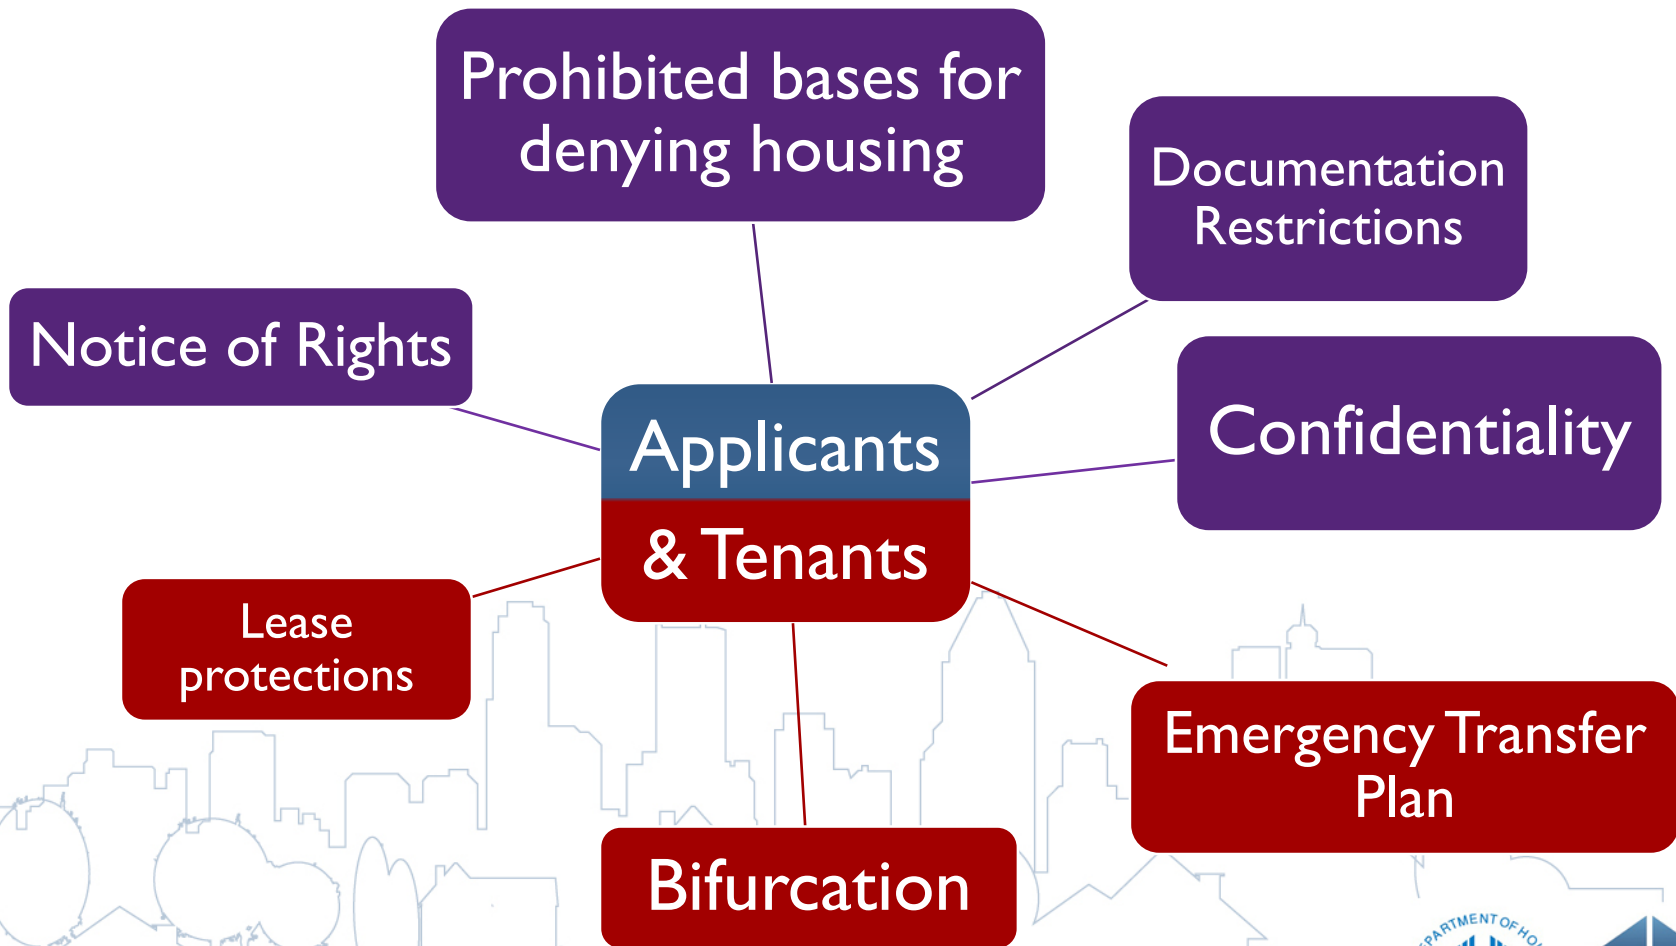 Prohibited bases for
denying housing
Documentation
Restrictions
Notice of Rights
Confidentiality
Applicants
& Tenants
Lease
protections
Emergency Transfer
Plan
Bifurcation